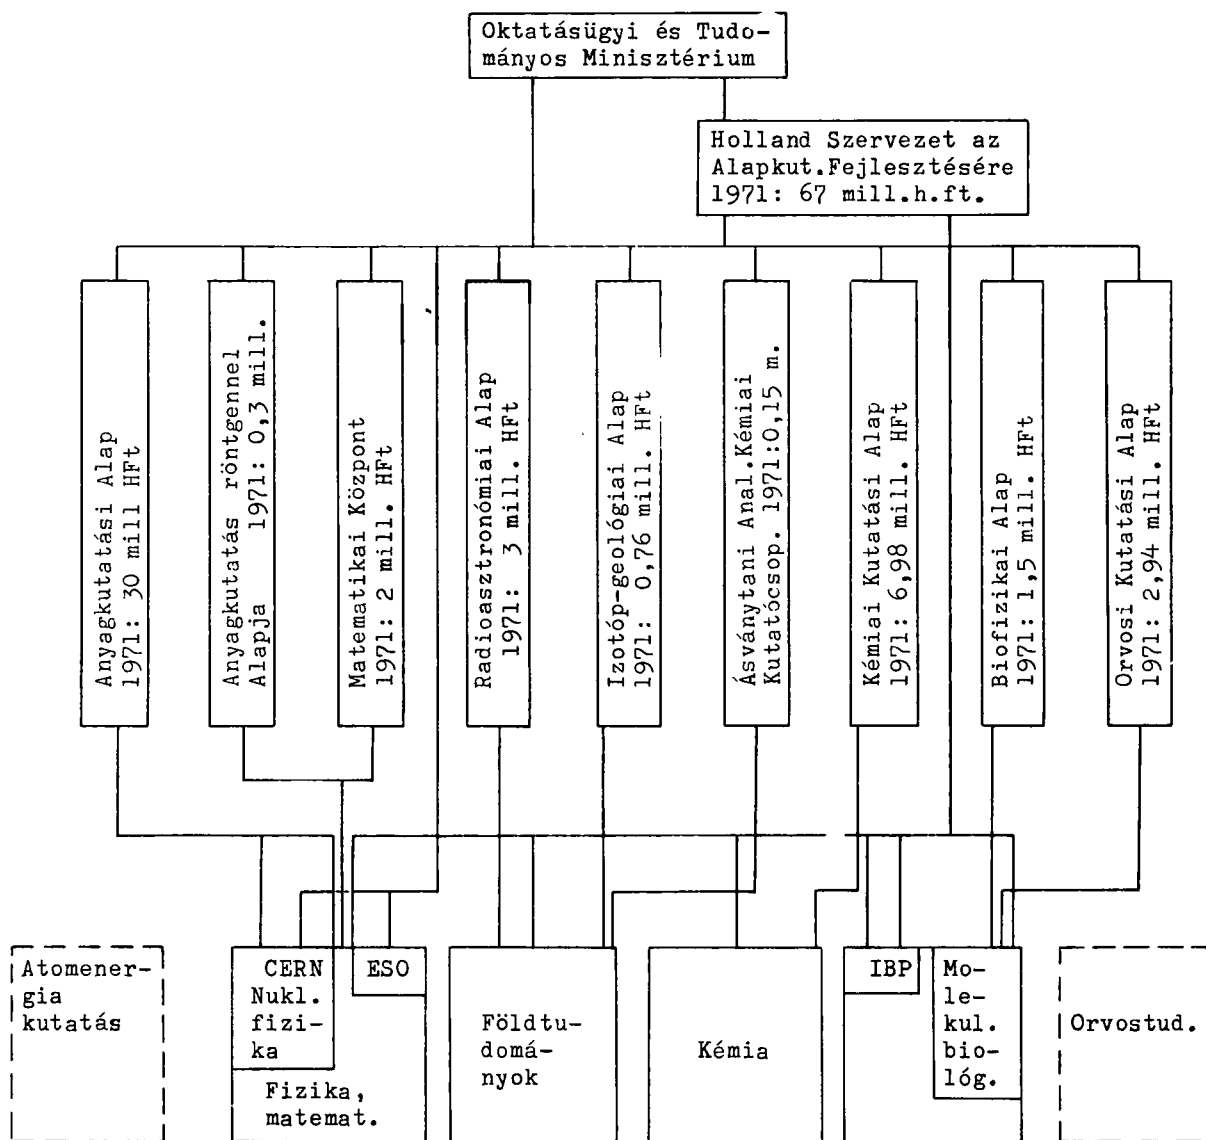 Oktatásügyi és Tudo-
mányos Minisztérium
Holland Szervezet az
Alapkut.Fejlesztésére
1971: 67 mill.h.ft.
Anyagkutatási Alap
1971: 30 mill HFt
Anyagkutatás röntgennel
Alapja 1971: 0,3 mill.
Matematikai Központ
1971: 2 mill. HFt
Radioasztronómiai Alap
1971: 3 mill. HFt
Izotóp-geológiai Alap
1971: 0,76 mill. HFt
Ásványtani Anal.Kémiai
Kutatócsop. 1971:0,15 m.
Kémiai Kutatási Alap
1971: 6,98 mill. HFt
Biofizikai Alap
1971: 1,5 mill. HFt
Orvosi Kutatási Alap
1971: 2,94 mill. HFt
Atomener-
gia
kutatás
CERN
Nukl.
fizi-
ka
ESO
Fizika,
matemat.
Földtu-
domá-
nyok
Kémia
IBP
Mo-
le-
kul.
bio-
lóg.
Orvostud.